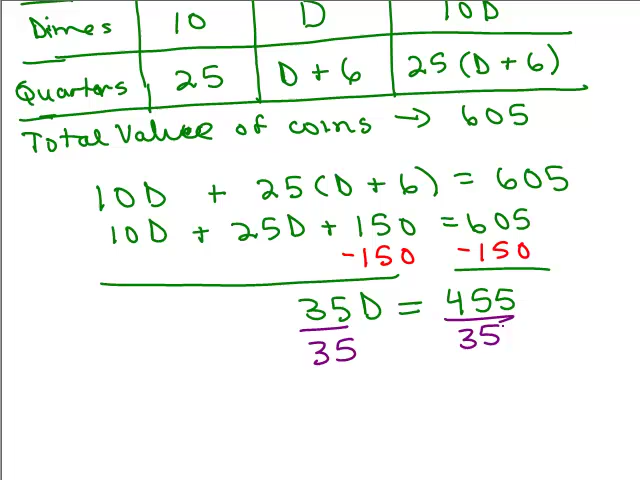 Dimes 10 D 10D
Quarters 25 D + 6 25 (D + 6)
Total Value of coins → 605
10D + 25(D + 6) = 605
10D + 25D + 150 = 605
-150 -150
35D = 455
35 35